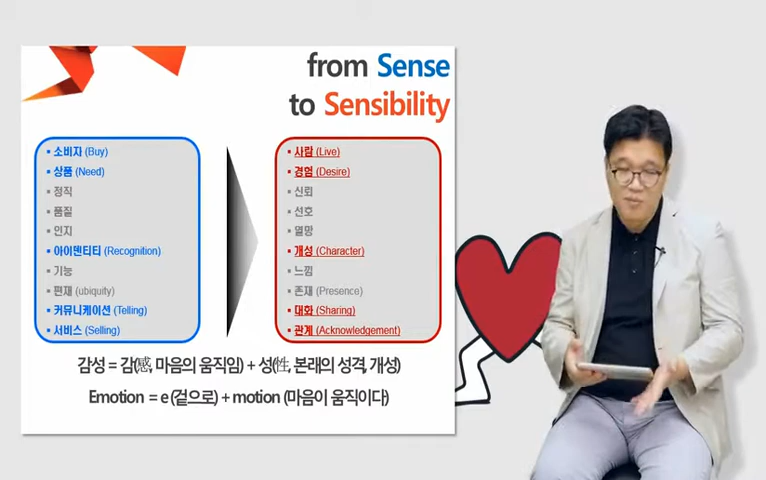 from Sense
to Sensibility
▪ 소비자 (Buy)
▪ 상품 (Need)
▪ 정직
▪ 품질
▪ 인지
▪ 아이덴티티 (Recognition)
▪ 기능
▪ 편재 (ubiquity)
▪ 커뮤니케이션 (Telling)
▪ 서비스 (Selling)
▪ 사람 (Live)
▪ 경험 (Desire)
▪ 신뢰
▪ 선호
▪ 열망
▪ 개성 (Character)
▪ 느낌
▪ 존재 (Presence)
▪ 대화 (Sharing)
▪ 관계 (Acknowledgement)
감성 = 감(感, 마음의 움직임) + 성(性, 본래의 성격, 개성)
Emotion = e (겉으로) + motion (마음이 움직이다)